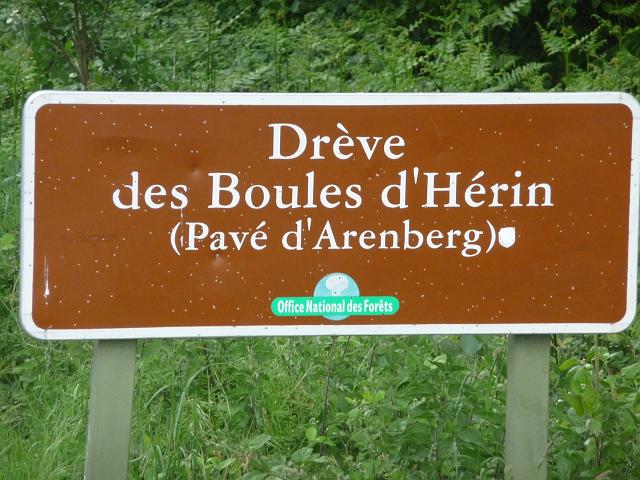 Drève
des Boules d'Hérin
(Pavé d'Arenberg)
Office National des Forêts